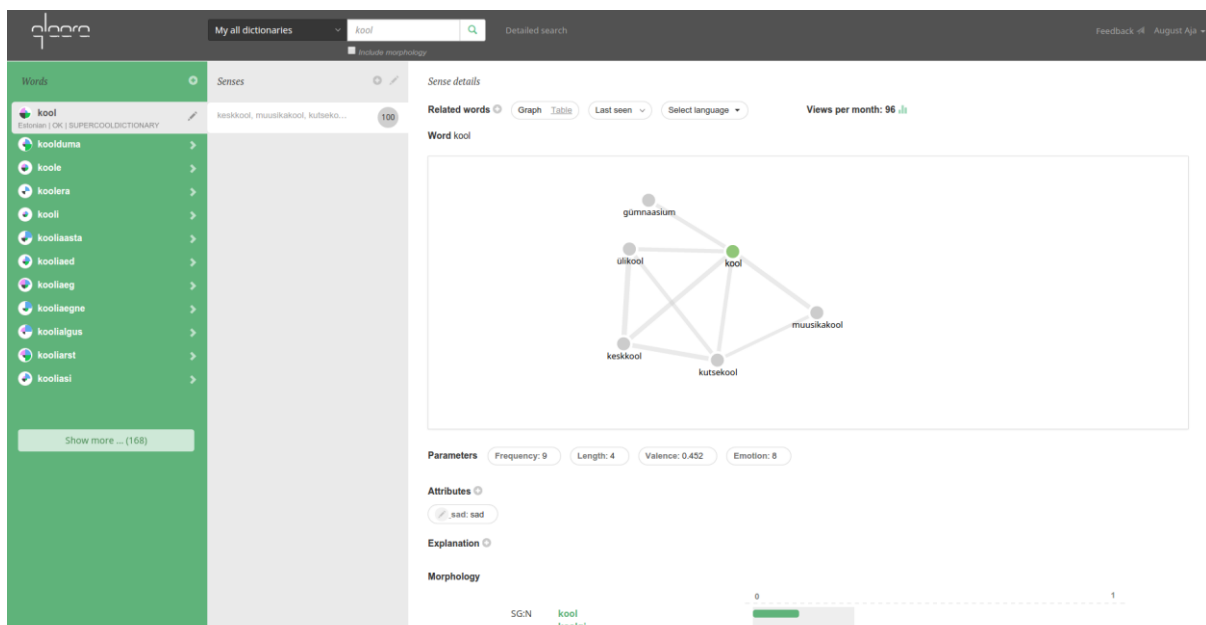 qlaara
My all dictionaries kool Detailed search Feedback August Aja
Include morphology
Words
kool
Estonian | OK | SUPERCOOLDICTIONARY
koolduma
koole
koolera
kooli
kooliaasta
kooliaed
kooliaeg
kooliaegne
koolialgus
kooliarst
kooliasi
Show more ... (168)
Senses
keskkool, muusikakool, kutseko... 100
Sense details
Related words Graph Table Last seen Select language Views per month: 96
Word kool
gümnaasium
ülikool
kool
muusikakool
keskkool
kutsekool
Parameters Frequency: 9 Length: 4 Valence: 0.452 Emotion: 8
Attributes
_sad: sad
Explanation
Morphology
0 1
SG:N kool